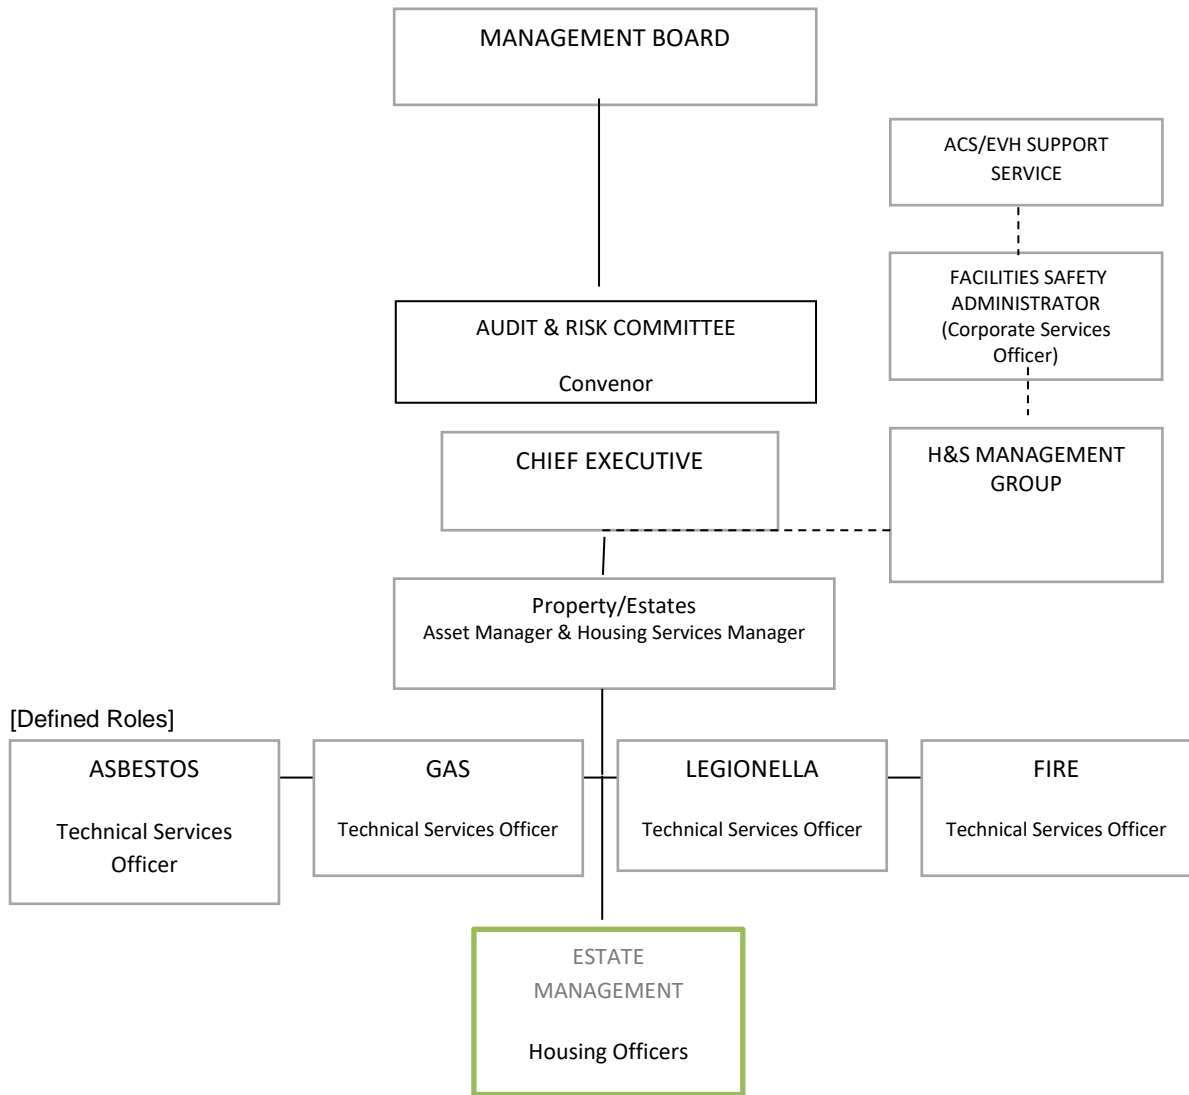 MANAGEMENT BOARD
ACS/EVH SUPPORT
SERVICE
FACILITIES SAFETY
ADMINISTRATOR
(Corporate Services
Officer)
AUDIT & RISK COMMITTEE
Convenor
CHIEF EXECUTIVE
H&S MANAGEMENT
GROUP
Property/Estates
Asset Manager & Housing Services Manager
[Defined Roles]
ASBESTOS
Technical Services
Officer
GAS
Technical Services Officer
LEGIONELLA
Technical Services Officer
FIRE
Technical Services Officer
ESTATE
MANAGEMENT
Housing Officers